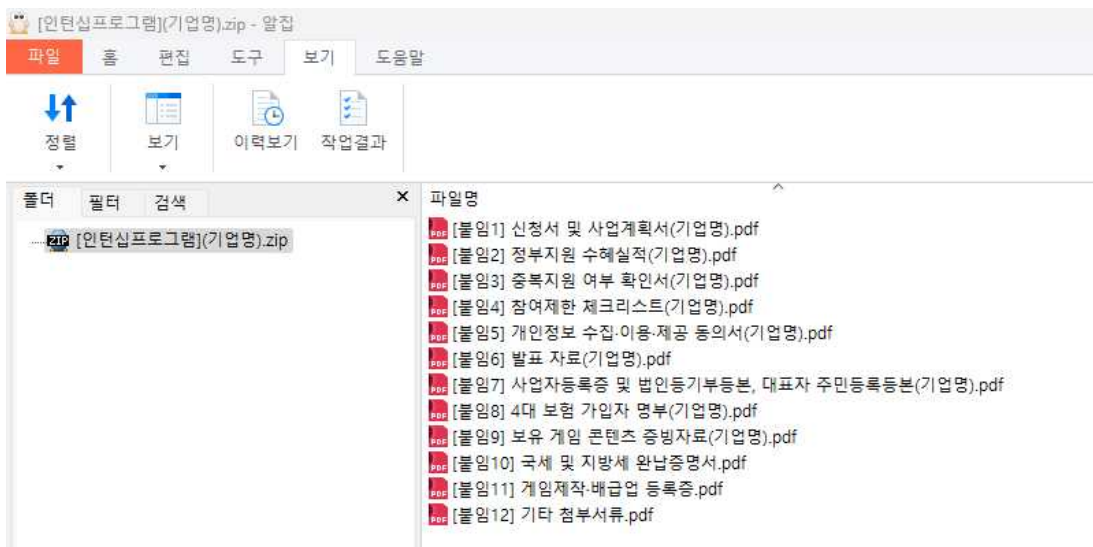 [인턴십프로그램](기업명).zip - 알집
파일 홈 편집 도구 보기 도움말
정렬 보기 이력보기 작업결과
폴더 필터 검색 ×
ZIP [인턴십프로그램](기업명).zip
파일명
PDF [붙임1] 신청서 및 사업계획서(기업명).pdf
PDF [붙임2] 정부지원 수혜실적(기업명).pdf
PDF [붙임3] 중복지원 여부 확인서(기업명).pdf
PDF [붙임4] 참여제한 체크리스트(기업명).pdf
PDF [붙임5] 개인정보 수집·이용·제공 동의서(기업명).pdf
PDF [붙임6] 발표 자료(기업명).pdf
PDF [붙임7] 사업자등록증 및 법인등기부등본, 대표자 주민등록등본(기업명).pdf
PDF [붙임8] 4대 보험 가입자 명부(기업명).pdf
PDF [붙임9] 보유 게임 콘텐츠 증빙자료(기업명).pdf
PDF [붙임10] 국세 및 지방세 완납증명서.pdf
PDF [붙임11] 게임제작·배급업 등록증.pdf
PDF [붙임12] 기타 첨부서류.pdf